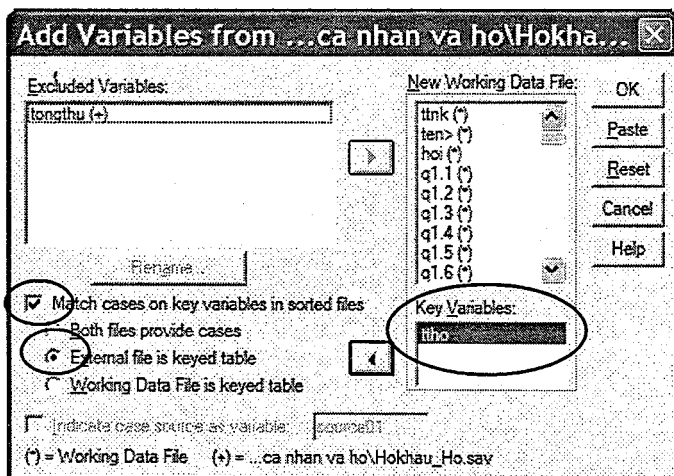 Add Variables from ...ca nhan va ho\Hokha...
Excluded Variables:
tongthu (+)
Rename...
New Working Data File:
ttnk (*)
ten> (*)
hoi (*)
q1.1 (*)
q1.2 (*)
q1.3 (*)
q1.4 (*)
q1.5 (*)
q1.6 (*)
OK
Paste
Reset
Cancel
Help
Match cases on key variables in sorted files
Both files provide cases
External file is keyed table
Working Data File is keyed table
Key Variables:
ttho
Indicate case source as variable:
source01
(*) = Working Data File (+) = ...ca nhan va ho\Hokhau_Ho.sav